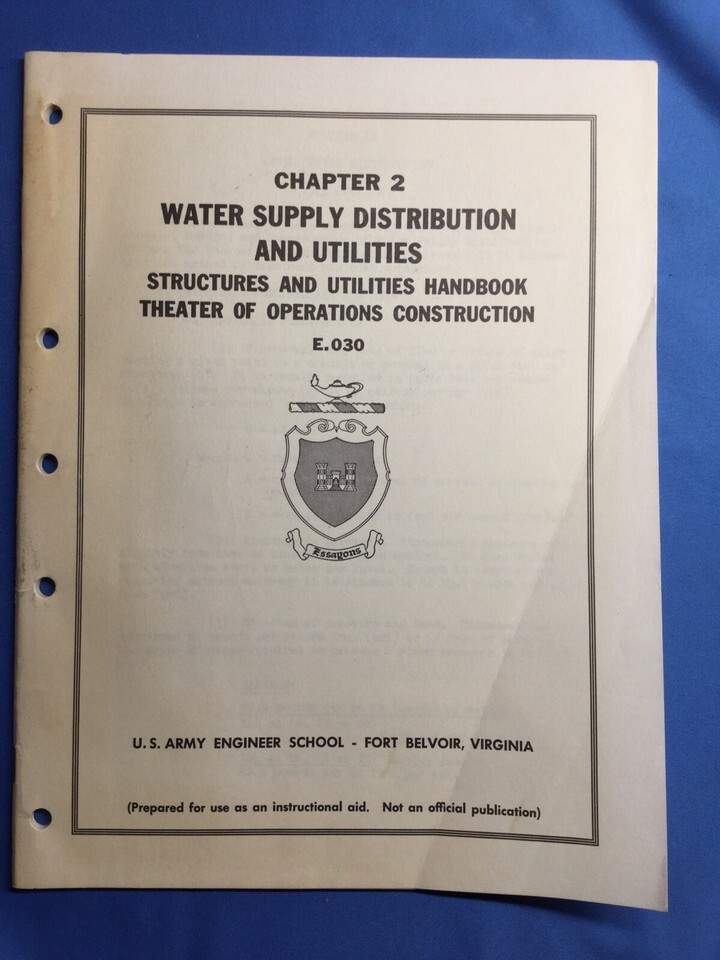 CHAPTER 2
WATER SUPPLY DISTRIBUTION
AND UTILITIES
STRUCTURES AND UTILITIES HANDBOOK
THEATER OF OPERATIONS CONSTRUCTION
E.030
Essayons
U.S. ARMY ENGINEER SCHOOL - FORT BELVOIR, VIRGINIA
(Prepared for use as an instructional aid. Not an official publication)